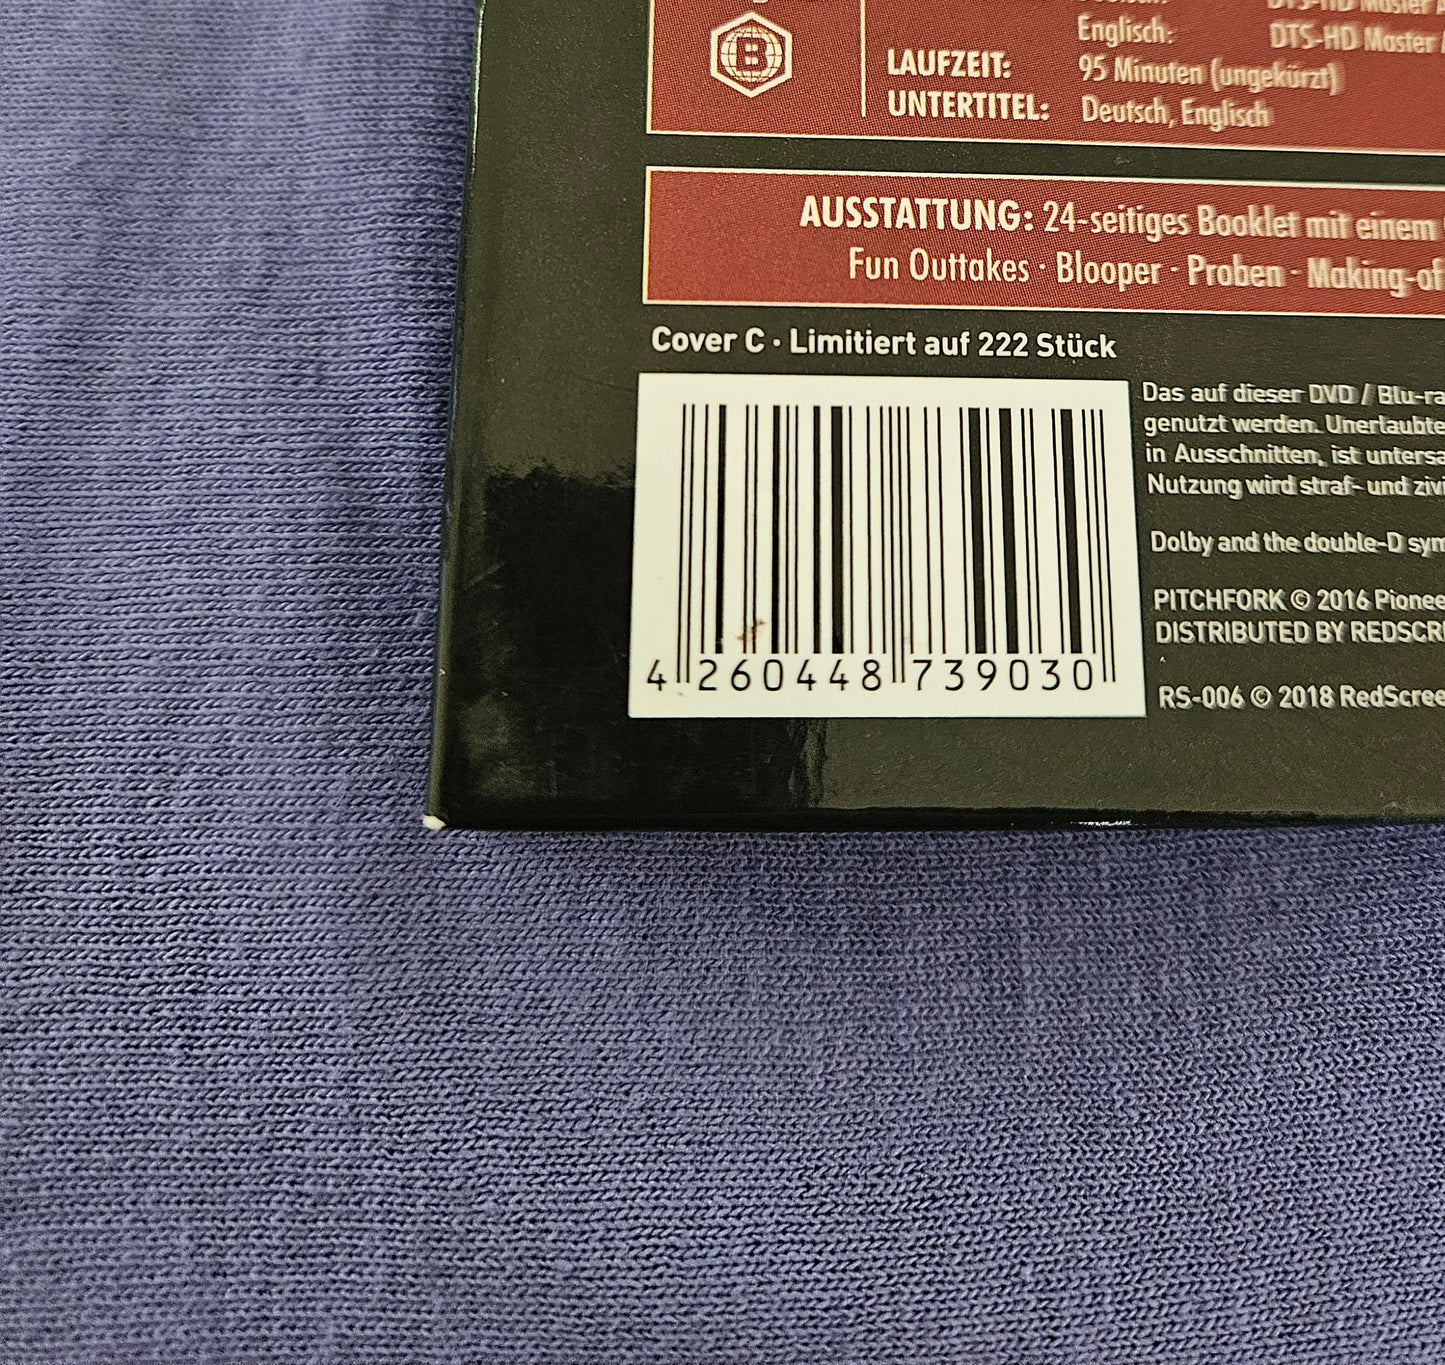 B
Englisch: DTS-HD Master
LAUFZEIT: 95 Minuten (ungekürzt)
UNTERTITEL: Deutsch, Englisch
AUSSTATTUNG: 24-seitiges Booklet mit einem
Fun Outtakes · Blooper · Proben · Making-of
Cover C · Limitiert auf 222 Stück
Das auf dieser DVD / Blu-ra
genutzt werden. Unerlaubte
in Ausschnitten, ist untersa
Nutzung wird straf- und zivi
Dolby and the double-D sym
PITCHFORK © 2016 Pionee
DISTRIBUTED BY REDSCRE
RS-006 © 2018 RedScree
4 260448 739030